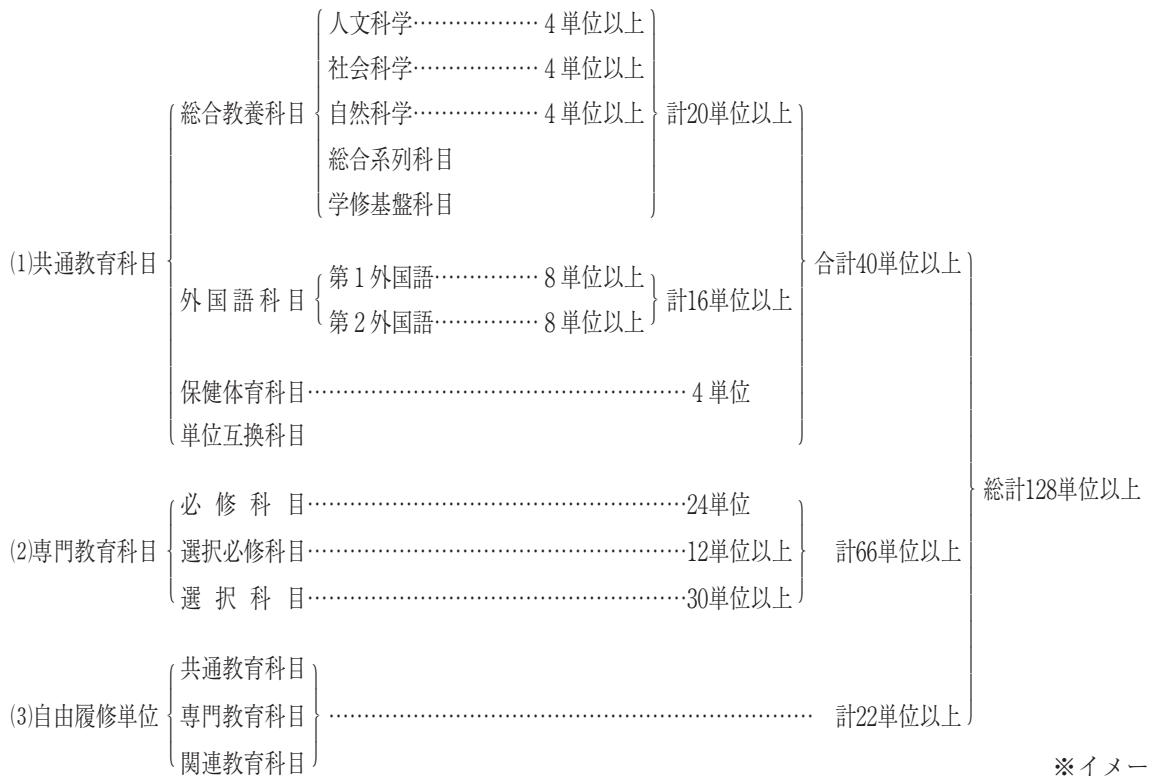 人文科学……………… 4 単位以上
社会科学……………… 4 単位以上
総合教養科目 自然科学……………… 4 単位以上 計20単位以上
総合系列科目
学修基盤科目
⑴共通教育科目 合計40単位以上
第 1 外国語…………… 8 単位以上
外国語科目 計16単位以上
第 2 外国語…………… 8 単位以上
保健体育科目………………………………………… 4 単位
単位互換科目
総計128単位以上
必修科目…………………………………………24単位
⑵専門教育科目 選択必修科目…………………………………………12単位以上 計66単位以上
選択科目…………………………………………30単位以上
共通教育科目
⑶自由履修単位 専門教育科目 …………………………………………………… 計22単位以上
関連教育科目
※イメー